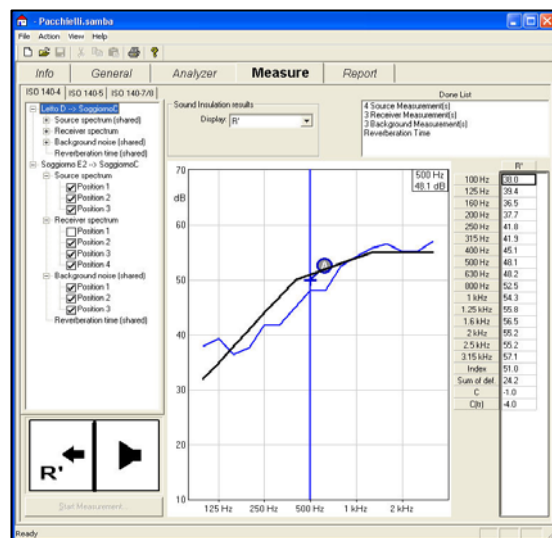 - Pacchielli.samba
File Action View Help
Info General Analyzer Measure Report
ISO 140-4 ISO 140-5 ISO 140-7/8
Letto D --> SoggiornoC
Source spectrum (shared)
Receiver spectrum
Background noise (shared)
Reverberation time (shared)
Soggiorno E2 --> SoggiornoC
Source spectrum
Position 1
Position 2
Position 3
Receiver spectrum
Position 1
Position 2
Position 3
Position 4
Background noise (shared)
Position 1
Position 2
Position 3
Reverberation time (shared)
R'
Start Measurement...
Sound Insulation results
Display: R'
Done List
4 Source Measurement(s)
3 Receiver Measurement(s)
3 Background Measurement(s)
Reverberation Time
70
dB
60
50
40
30
20
10
125 Hz 250 Hz 500 Hz 1 kHz 2 kHz
500 Hz
48.1 dB
R'
100 Hz 38.0
125 Hz 39.4
160 Hz 36.5
200 Hz 37.7
250 Hz 41.8
315 Hz 41.9
400 Hz 45.1
500 Hz 48.1
630 Hz 48.2
800 Hz 52.5
1 kHz 54.3
1.25 kHz 55.8
1.6 kHz 56.5
2 kHz 55.2
2.5 kHz 55.2
3.15 kHz 57.1
Index 51.0
Sum of def. 24.2
C -1.0
C(tr) -4.0
Ready